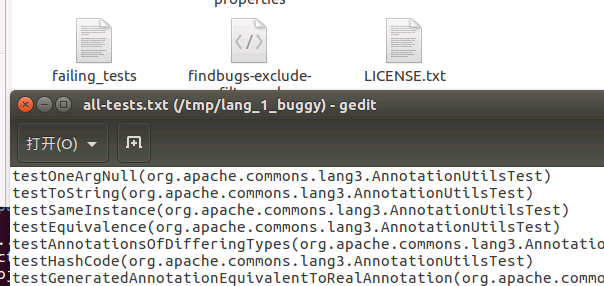 properties
failing_tests
findbugs-exclude-
LICENSE.txt
all-tests.txt (/tmp/lang_1_buggy) - gedit
打开(O)
testOneArgNull(org.apache.commons.lang3.AnnotationUtilsTest)
testToString(org.apache.commons.lang3.AnnotationUtilsTest)
testSameInstance(org.apache.commons.lang3.AnnotationUtilsTest)
testEquivalence(org.apache.commons.lang3.AnnotationUtilsTest)
testAnnotationsOfDifferingTypes(org.apache.commons.lang3.Annotatio
testHashCode(org.apache.commons.lang3.AnnotationUtilsTest)
testGeneratedAnnotationEquivalentToRealAnnotation(org.apache.commo